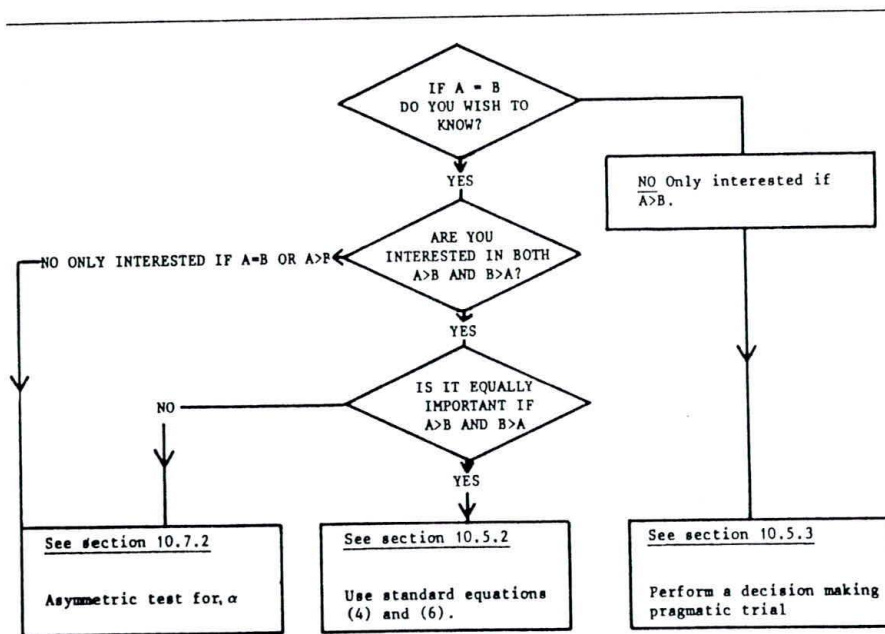 IF A = B
DO YOU WISH TO
KNOW?
YES
NO Only interested if
A>B.
ARE YOU
INTERESTED IN BOTH
A>B AND B>A?
NO ONLY INTERESTED IF A=B OR A>B
YES
IS IT EQUALLY
IMPORTANT IF
A>B AND B>A
NO
YES
See section 10.7.2
Asymmetric test for, α
See section 10.5.2
Use standard equations
(4) and (6).
See section 10.5.3
Perform a decision making
pragmatic trial